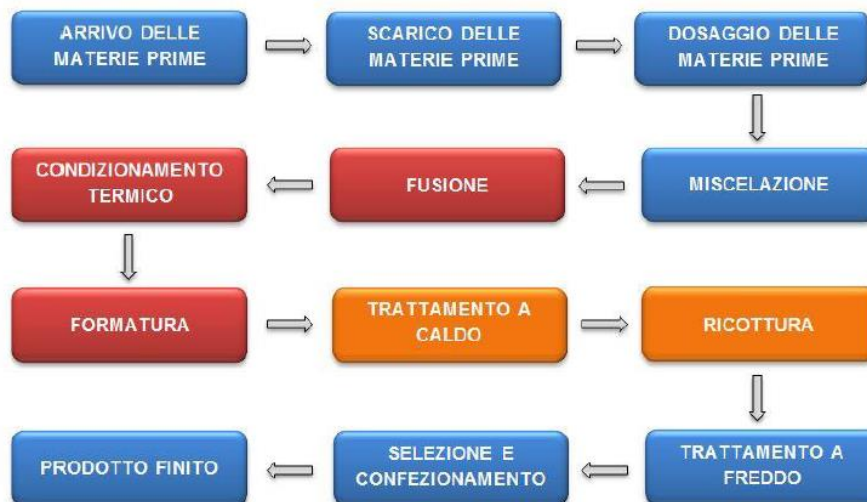 ARRIVO DELLE
MATERIE PRIME
SCARICO DELLE
MATERIE PRIME
DOSAGGIO DELLE
MATERIE PRIME
MISCELAZIONE
FUSIONE
CONDIZIONAMENTO
TERMICO
FORMATURA
TRATTAMENTO A
CALDO
RICOTTURA
TRATTAMENTO A
FREDDO
SELEZIONE E
CONFEZIONAMENTO
PRODOTTO FINITO